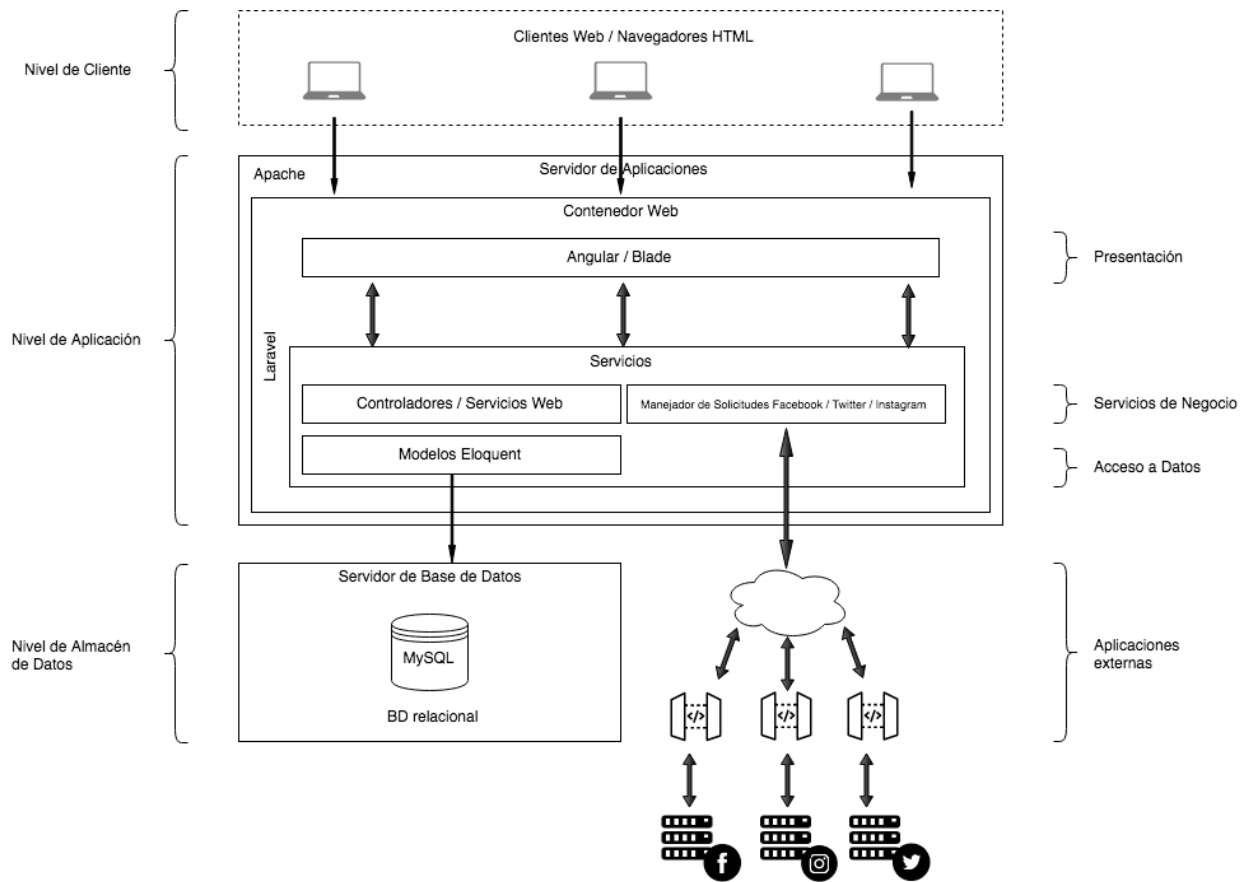 Clientes Web / Navegadores HTML
Nivel de Cliente
Servidor de Aplicaciones
Apache
Contenedor Web
Angular / Blade
Presentación
Nivel de Aplicación
Laravel
Servicios
Controladores / Servicios Web
Manejador de Solicitudes Facebook / Twitter / Instagram
Servicios de Negocio
Modelos Eloquent
Acceso a Datos
Servidor de Base de Datos
Nivel de Almacén
de Datos
MySQL
BD relacional
Aplicaciones
externas
</>
</>
</>